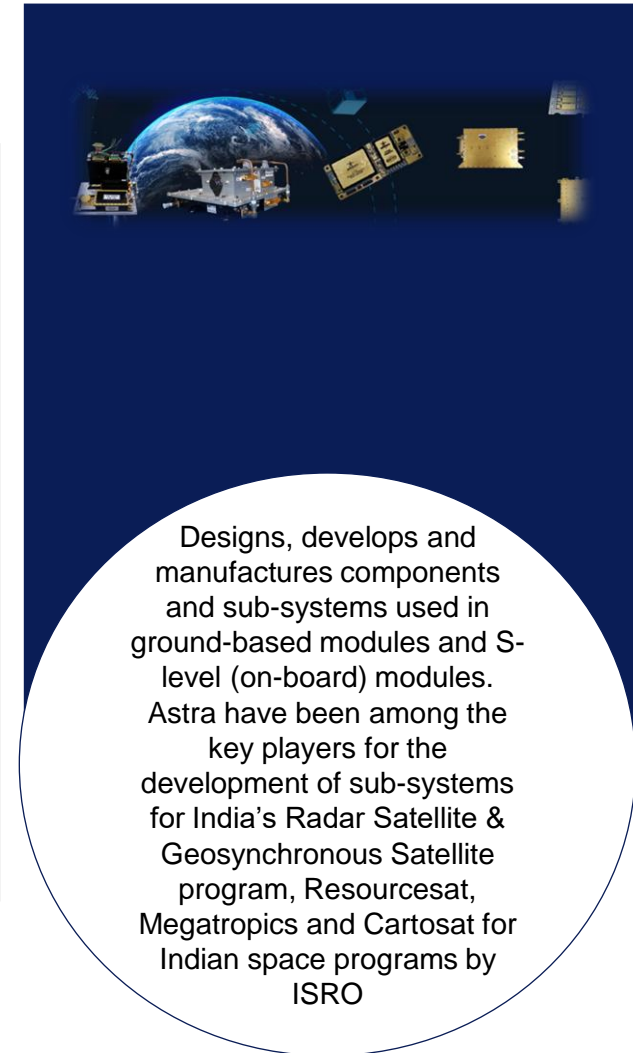 Designs, develops and
manufactures components
and sub-systems used in
ground-based modules and S-
level (on-board) modules.
Astra have been among the
key players for the
development of sub-systems
for India’s Radar Satellite &
Geosynchronous Satellite
program, Resourcesat,
Megatropics and Cartosat for
Indian space programs by
ISRO